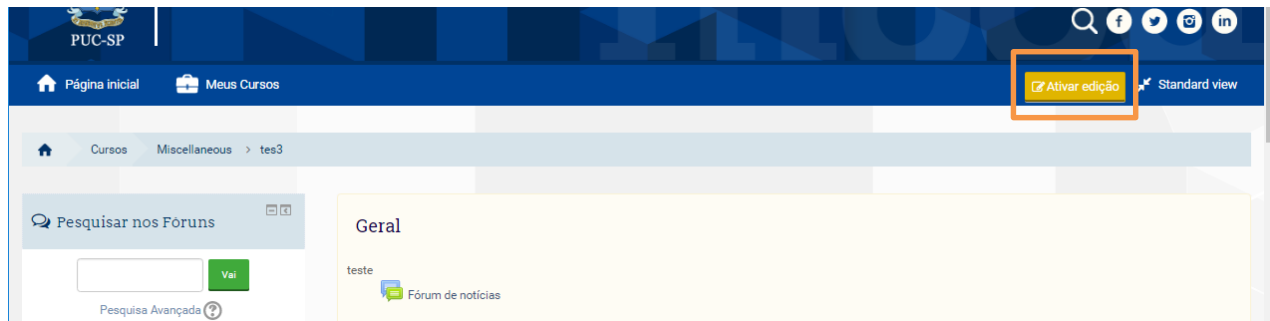 PUC-SP
Página inicial
Meus Cursos
Ativar edição
Standard view
Cursos
Miscellaneous > tes3
Pesquisar nos Fóruns
Geral
Vai
teste
Fórum de notícias
Pesquisa Avançada